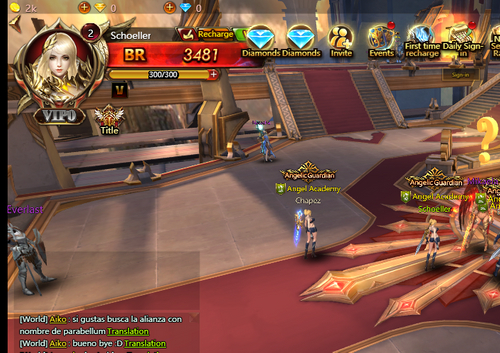 2k
0
0
2
Schoeller
Recharge
BR 3481
300/300
VIP0
Title
Diamonds
Diamonds
Invite
Events
First time
recharge
Daily Sign-
in
Sign-in
Angelic Guardian
Angel Academy
Chapoz
Angelic Guardian
Angel Academy
Schoeller
[World] Aiko : si gustas busca la alianza con
nombre de parabellum Translation
[World] Aiko : bueno bye :D Translation